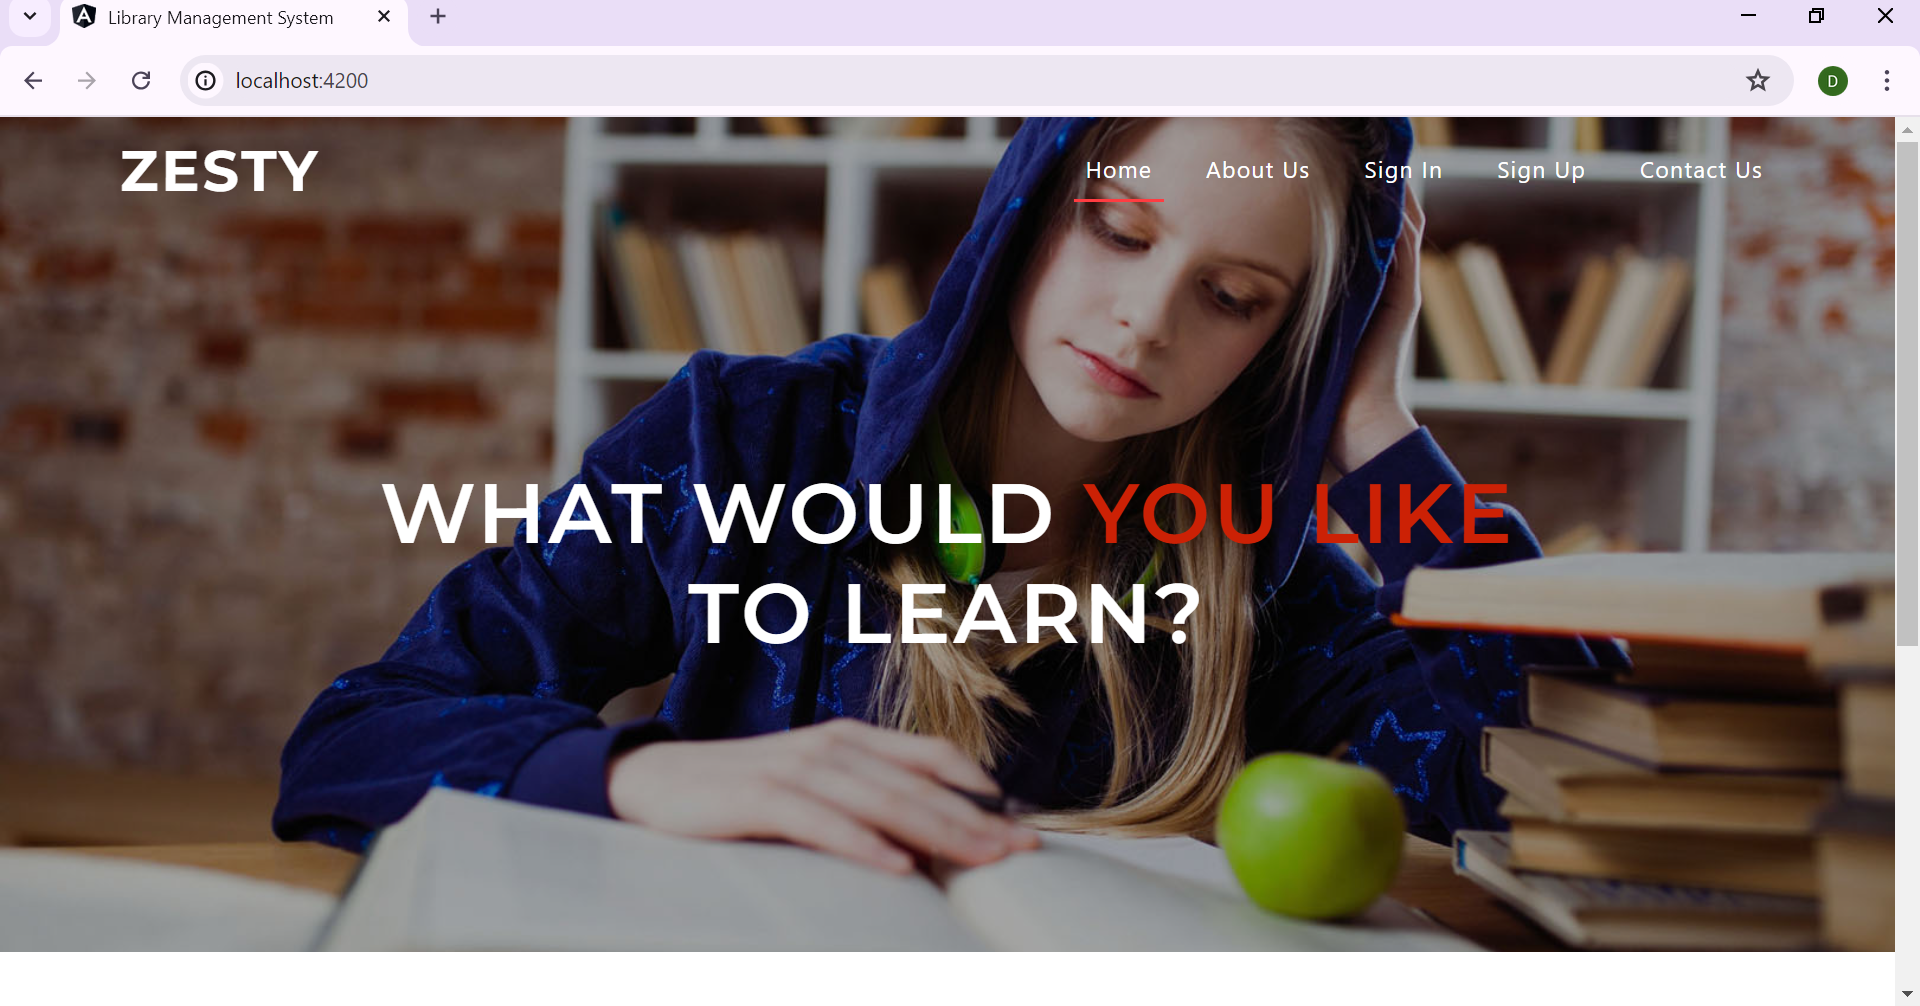 Library Management System
localhost:4200
D
ZESTY
Home About Us Sign In Sign Up Contact Us
WHAT WOULD YOU LIKE
TO LEARN?